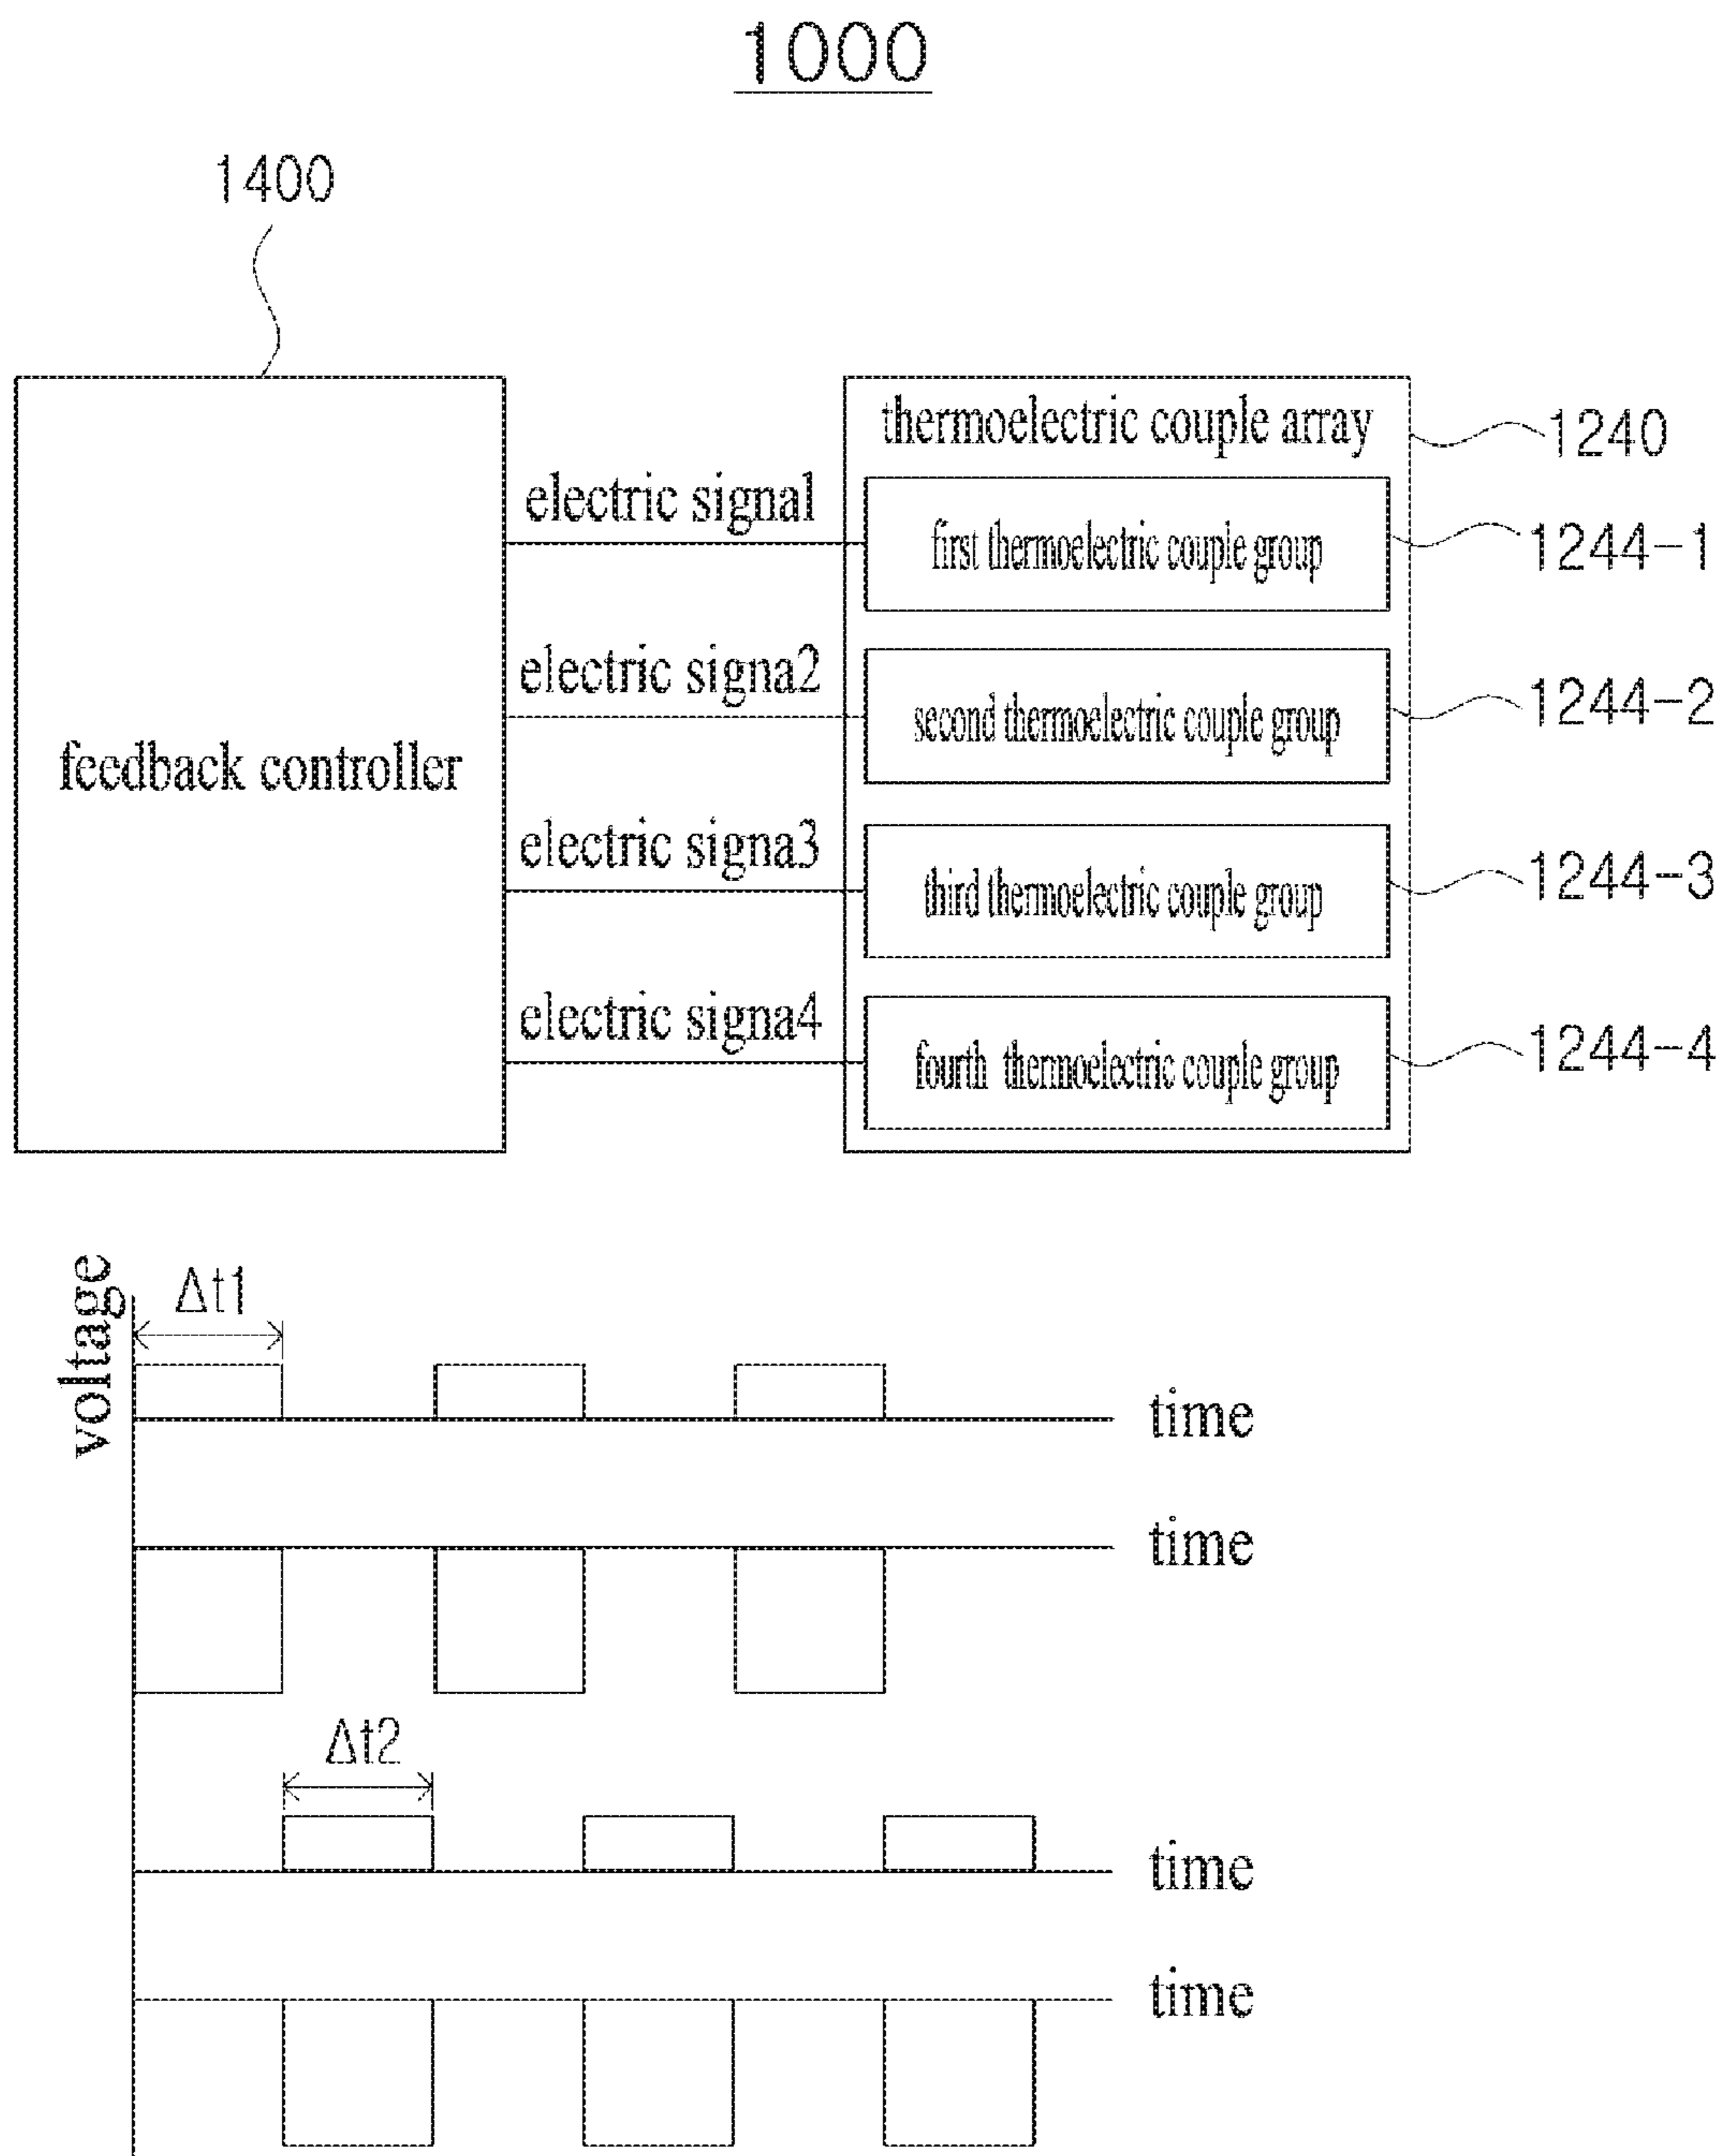 1000
1400
thermoelectric couple array
1240
electric signal
first thermoelectric couple group
1244-1
electric signa2
second thermoelectric couple group
1244-2
feedback controller
electric signa3
third thermoelectric couple group
1244-3
electric signa4
fourth thermoelectric couple group
1244-4
voltage
Δt1
time
time
Δt2
time
time